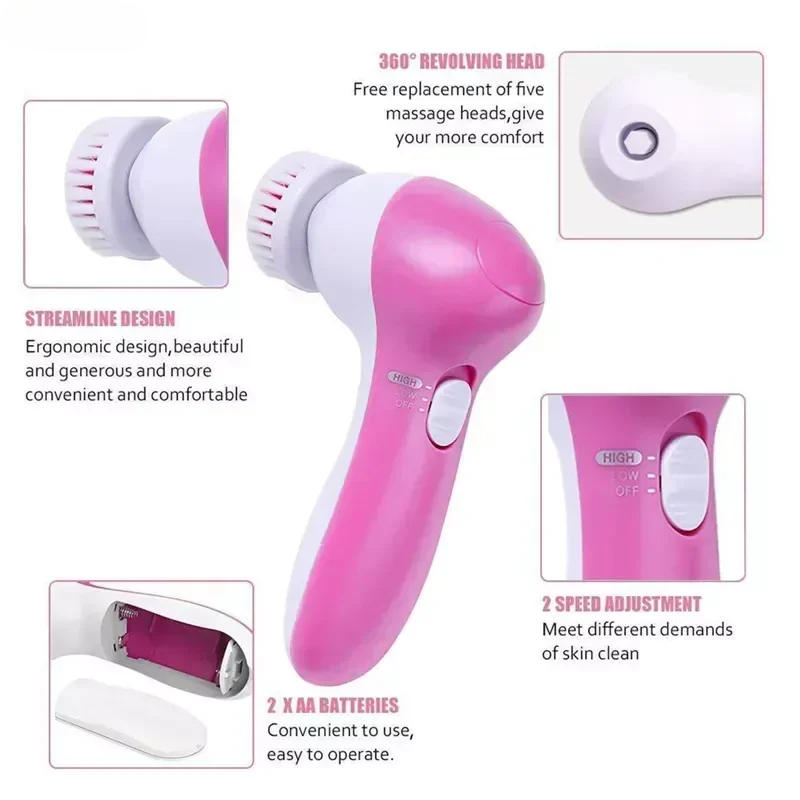 360° REVOLVING HEAD
Free replacement of five
massage heads,give
your more comfort
STREAMLINE DESIGN
Ergonomic design,beautiful
and generous and more
convenient and comfortable
HIGH
LOW
OFF
HIGH
LOW
OFF
2 SPEED ADJUSTMENT
Meet different demands
of skin clean
2 X AA BATTERIES
Convenient to use,
easy to operate.